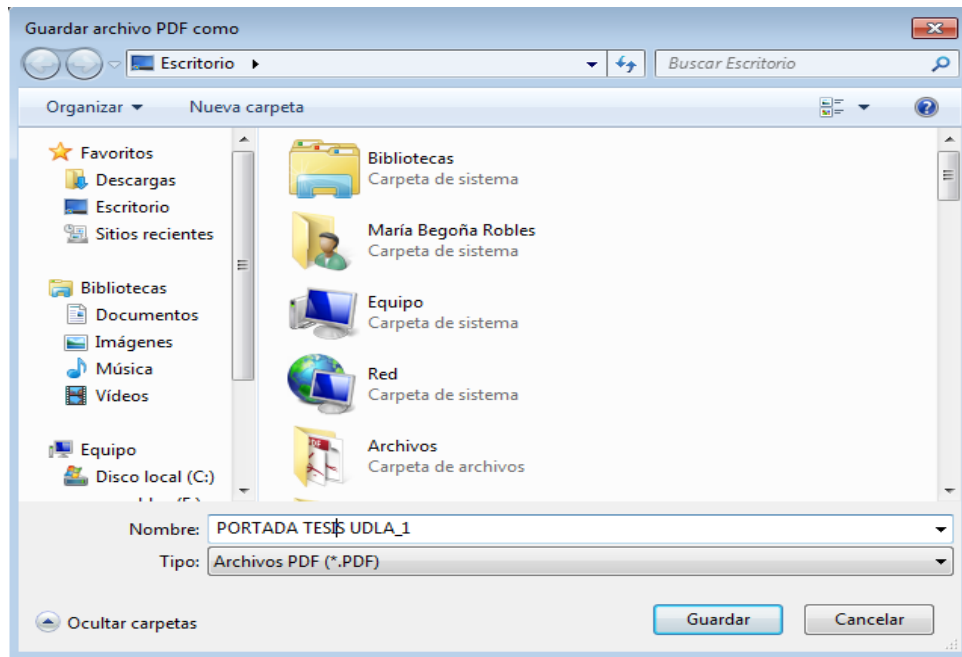 Guardar archivo PDF como
Escritorio
Buscar Escritorio
Organizar
Nueva carpeta
Favoritos
Descargas
Escritorio
Sitios recientes
Bibliotecas
Documentos
Imágenes
Música
Vídeos
Equipo
Disco local (C:)
Bibliotecas
Carpeta de sistema
María Begoña Robles
Carpeta de sistema
Equipo
Carpeta de sistema
Red
Carpeta de sistema
Archivos
Carpeta de archivos
Nombre: PORTADA TESIS UDLA_1
Tipo: Archivos PDF (*.PDF)
Ocultar carpetas
Guardar
Cancelar